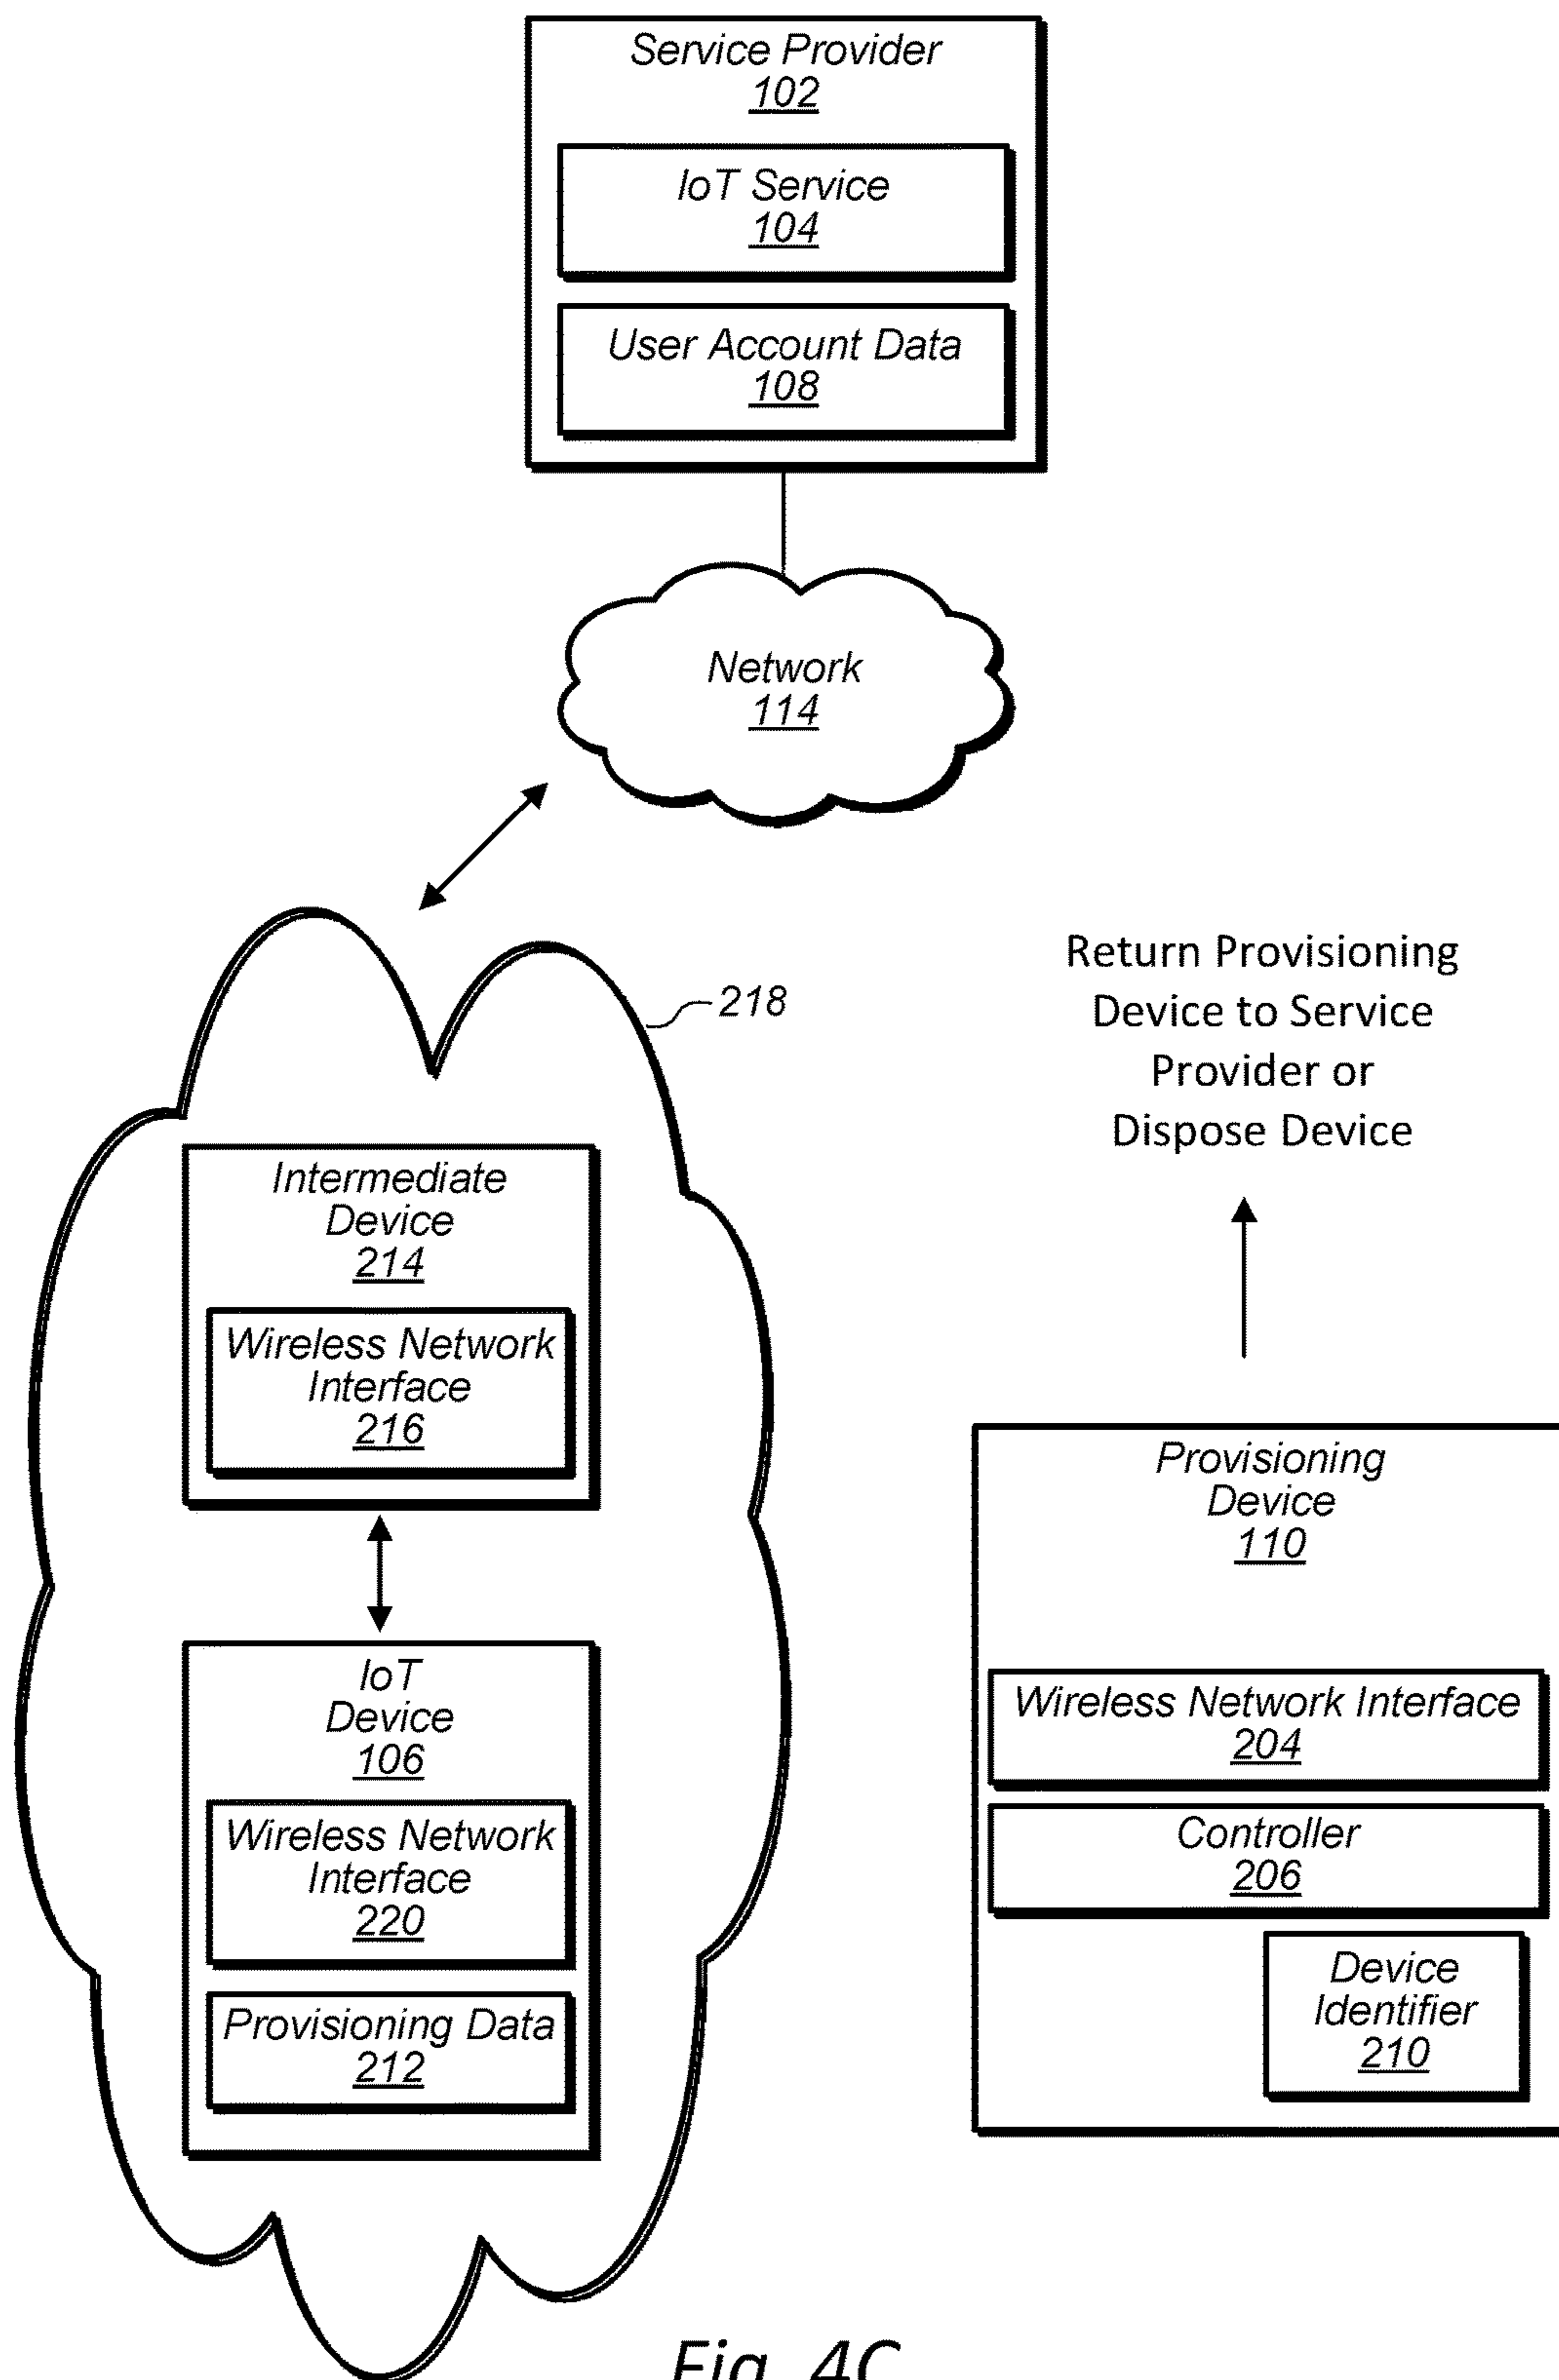 Service Provider
102
IoT Service
104
User Account Data
108
Network
114
218
Return Provisioning
Device to Service
Provider or
Dispose Device
Intermediate
Device
214
Wireless Network
Interface
216
IoT
Device
106
Wireless Network
Interface
220
Provisioning Data
212
Provisioning
Device
110
Wireless Network Interface
204
Controller
206
Device
Identifier
210
Fig. 4C